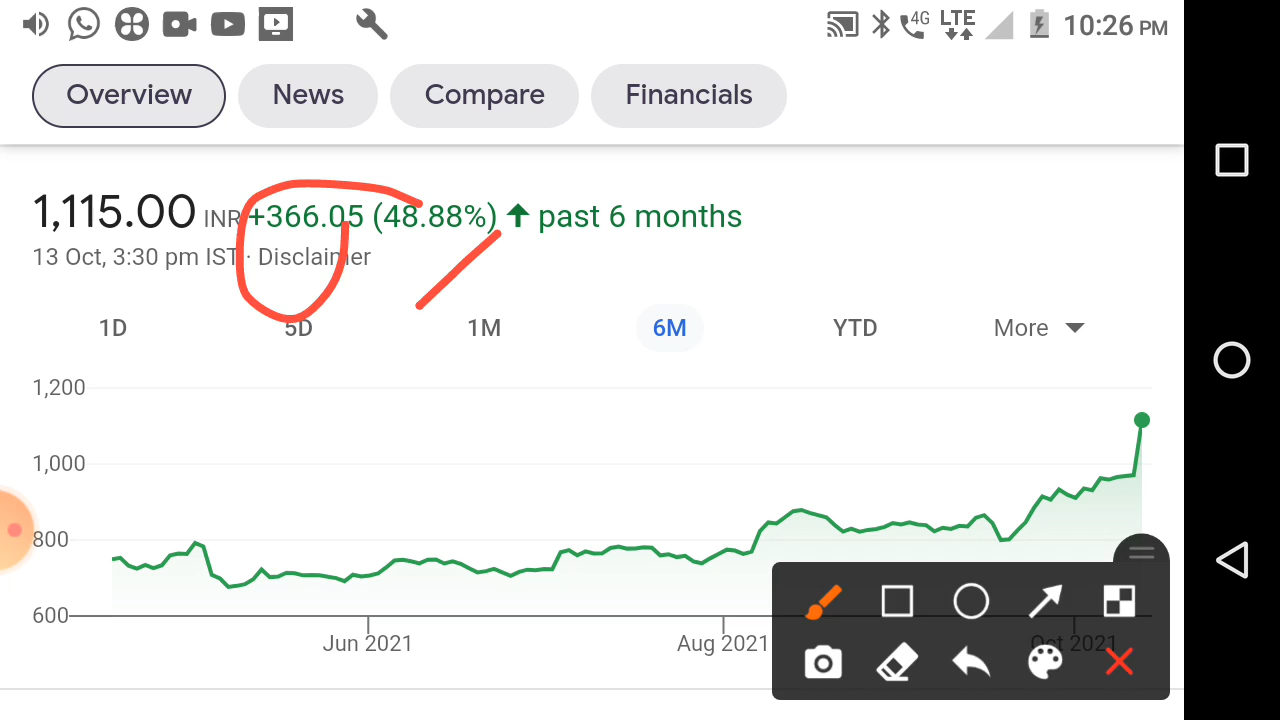 4G LTE 10:26 PM
Overview News Compare Financials
1,115.00 INR +366.05 (48.88%) ↑ past 6 months
13 Oct, 3:30 pm IST · Disclaimer
1D 5D 1M 6M YTD More
1,200
1,000
800
600
Jun 2021 Aug 2021 Oct 2021